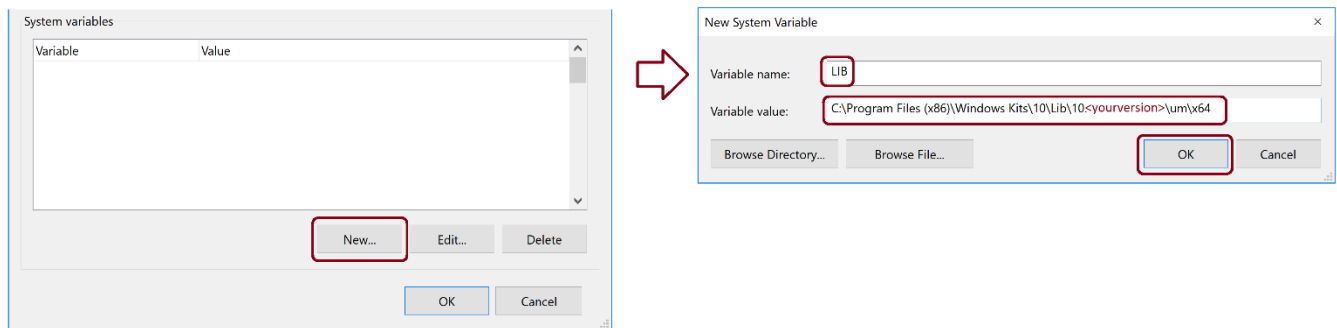 System variables
Variable Value
New... Edit... Delete
OK Cancel
New System Variable
Variable name: LIB
Variable value: C:\Program Files (x86)\Windows Kits\10\Lib\10<yourversion>\um\x64
Browse Directory... Browse File... OK Cancel